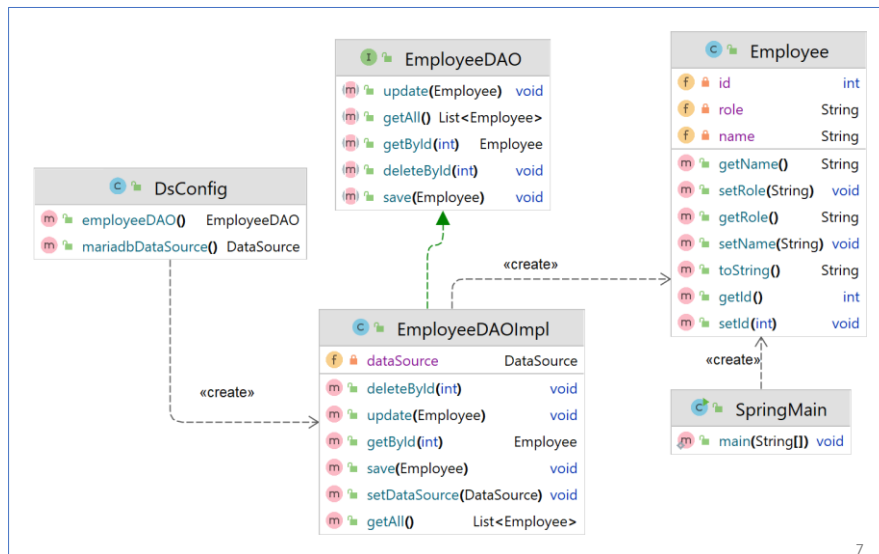 EmployeeDAO
update(Employee) void
getAll() List<Employee>
getById(int) Employee
deleteById(int) void
save(Employee) void
Employee
id int
role String
name String
getName() String
setRole(String) void
getRole() String
setName(String) void
toString() String
getId() int
setId(int) void
DsConfig
employeeDAO() EmployeeDAO
mariadbDataSource() DataSource
«create»
«create»
«create»
EmployeeDAOImpl
dataSource DataSource
deleteById(int) void
update(Employee) void
getById(int) Employee
save(Employee) void
setDataSource(DataSource) void
getAll() List<Employee>
SpringMain
main(String[]) void
7